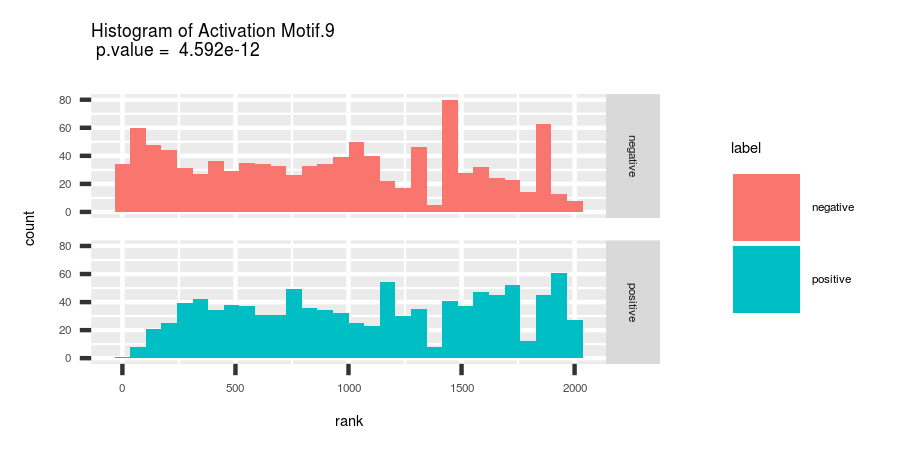 Histogram of Activation Motif.9
p.value =  4.592e-12
count
80
60
40
20
0
negative
80
60
40
20
0
positive
0
500
1000
1500
2000
rank
label
negative
positive